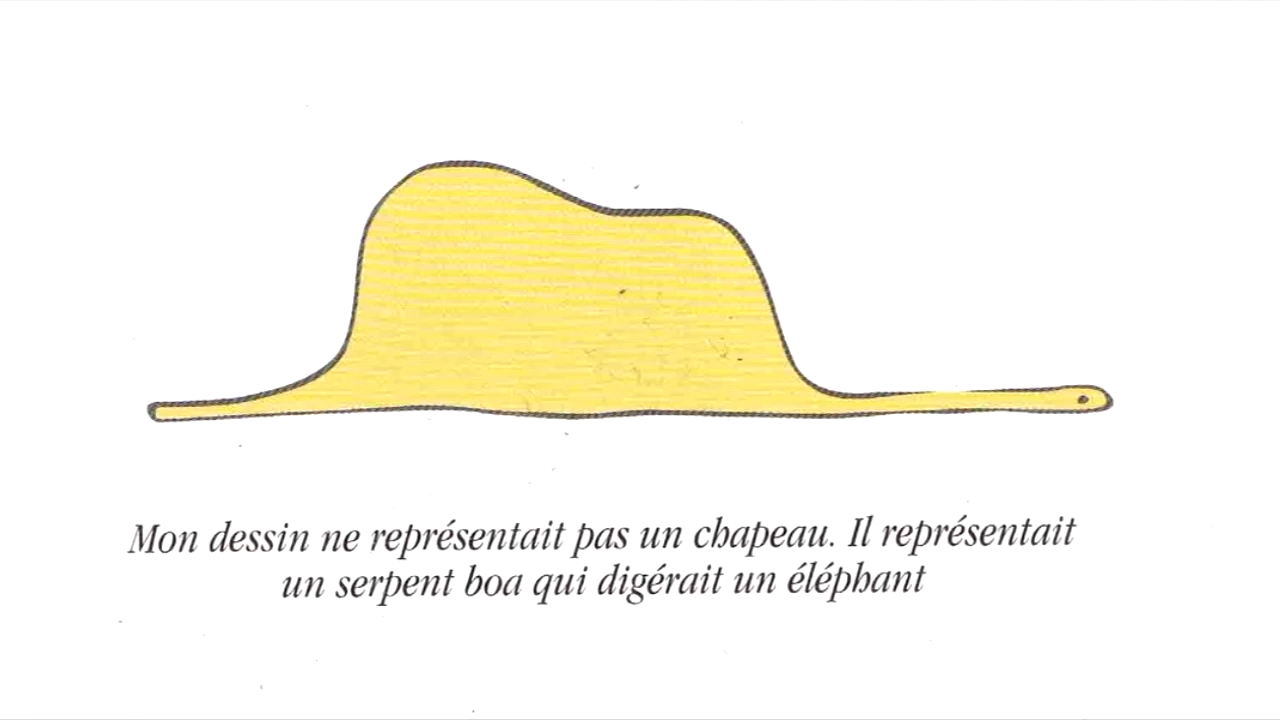 Mon dessin ne représentait pas un chapeau. Il représentait
un serpent boa qui digérait un éléphant